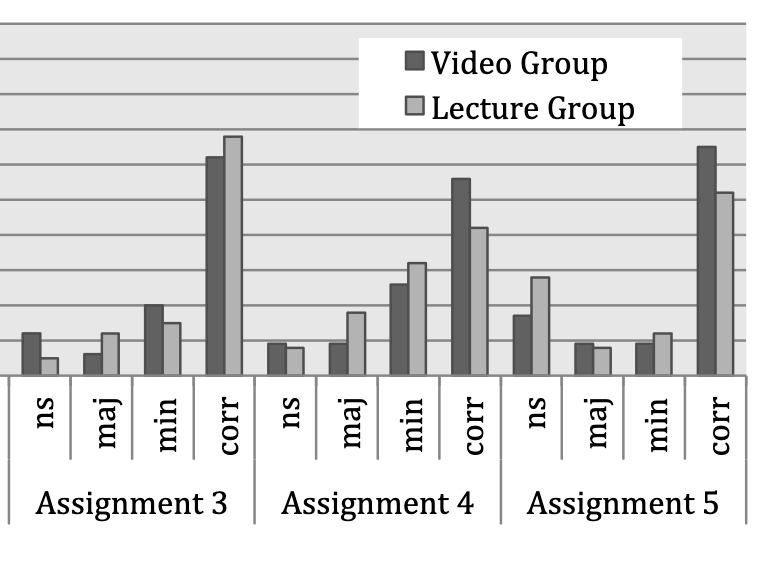 Video Group
Lecture Group
ns maj min corr ns maj min corr ns maj min corr
Assignment 3 Assignment 4 Assignment 5